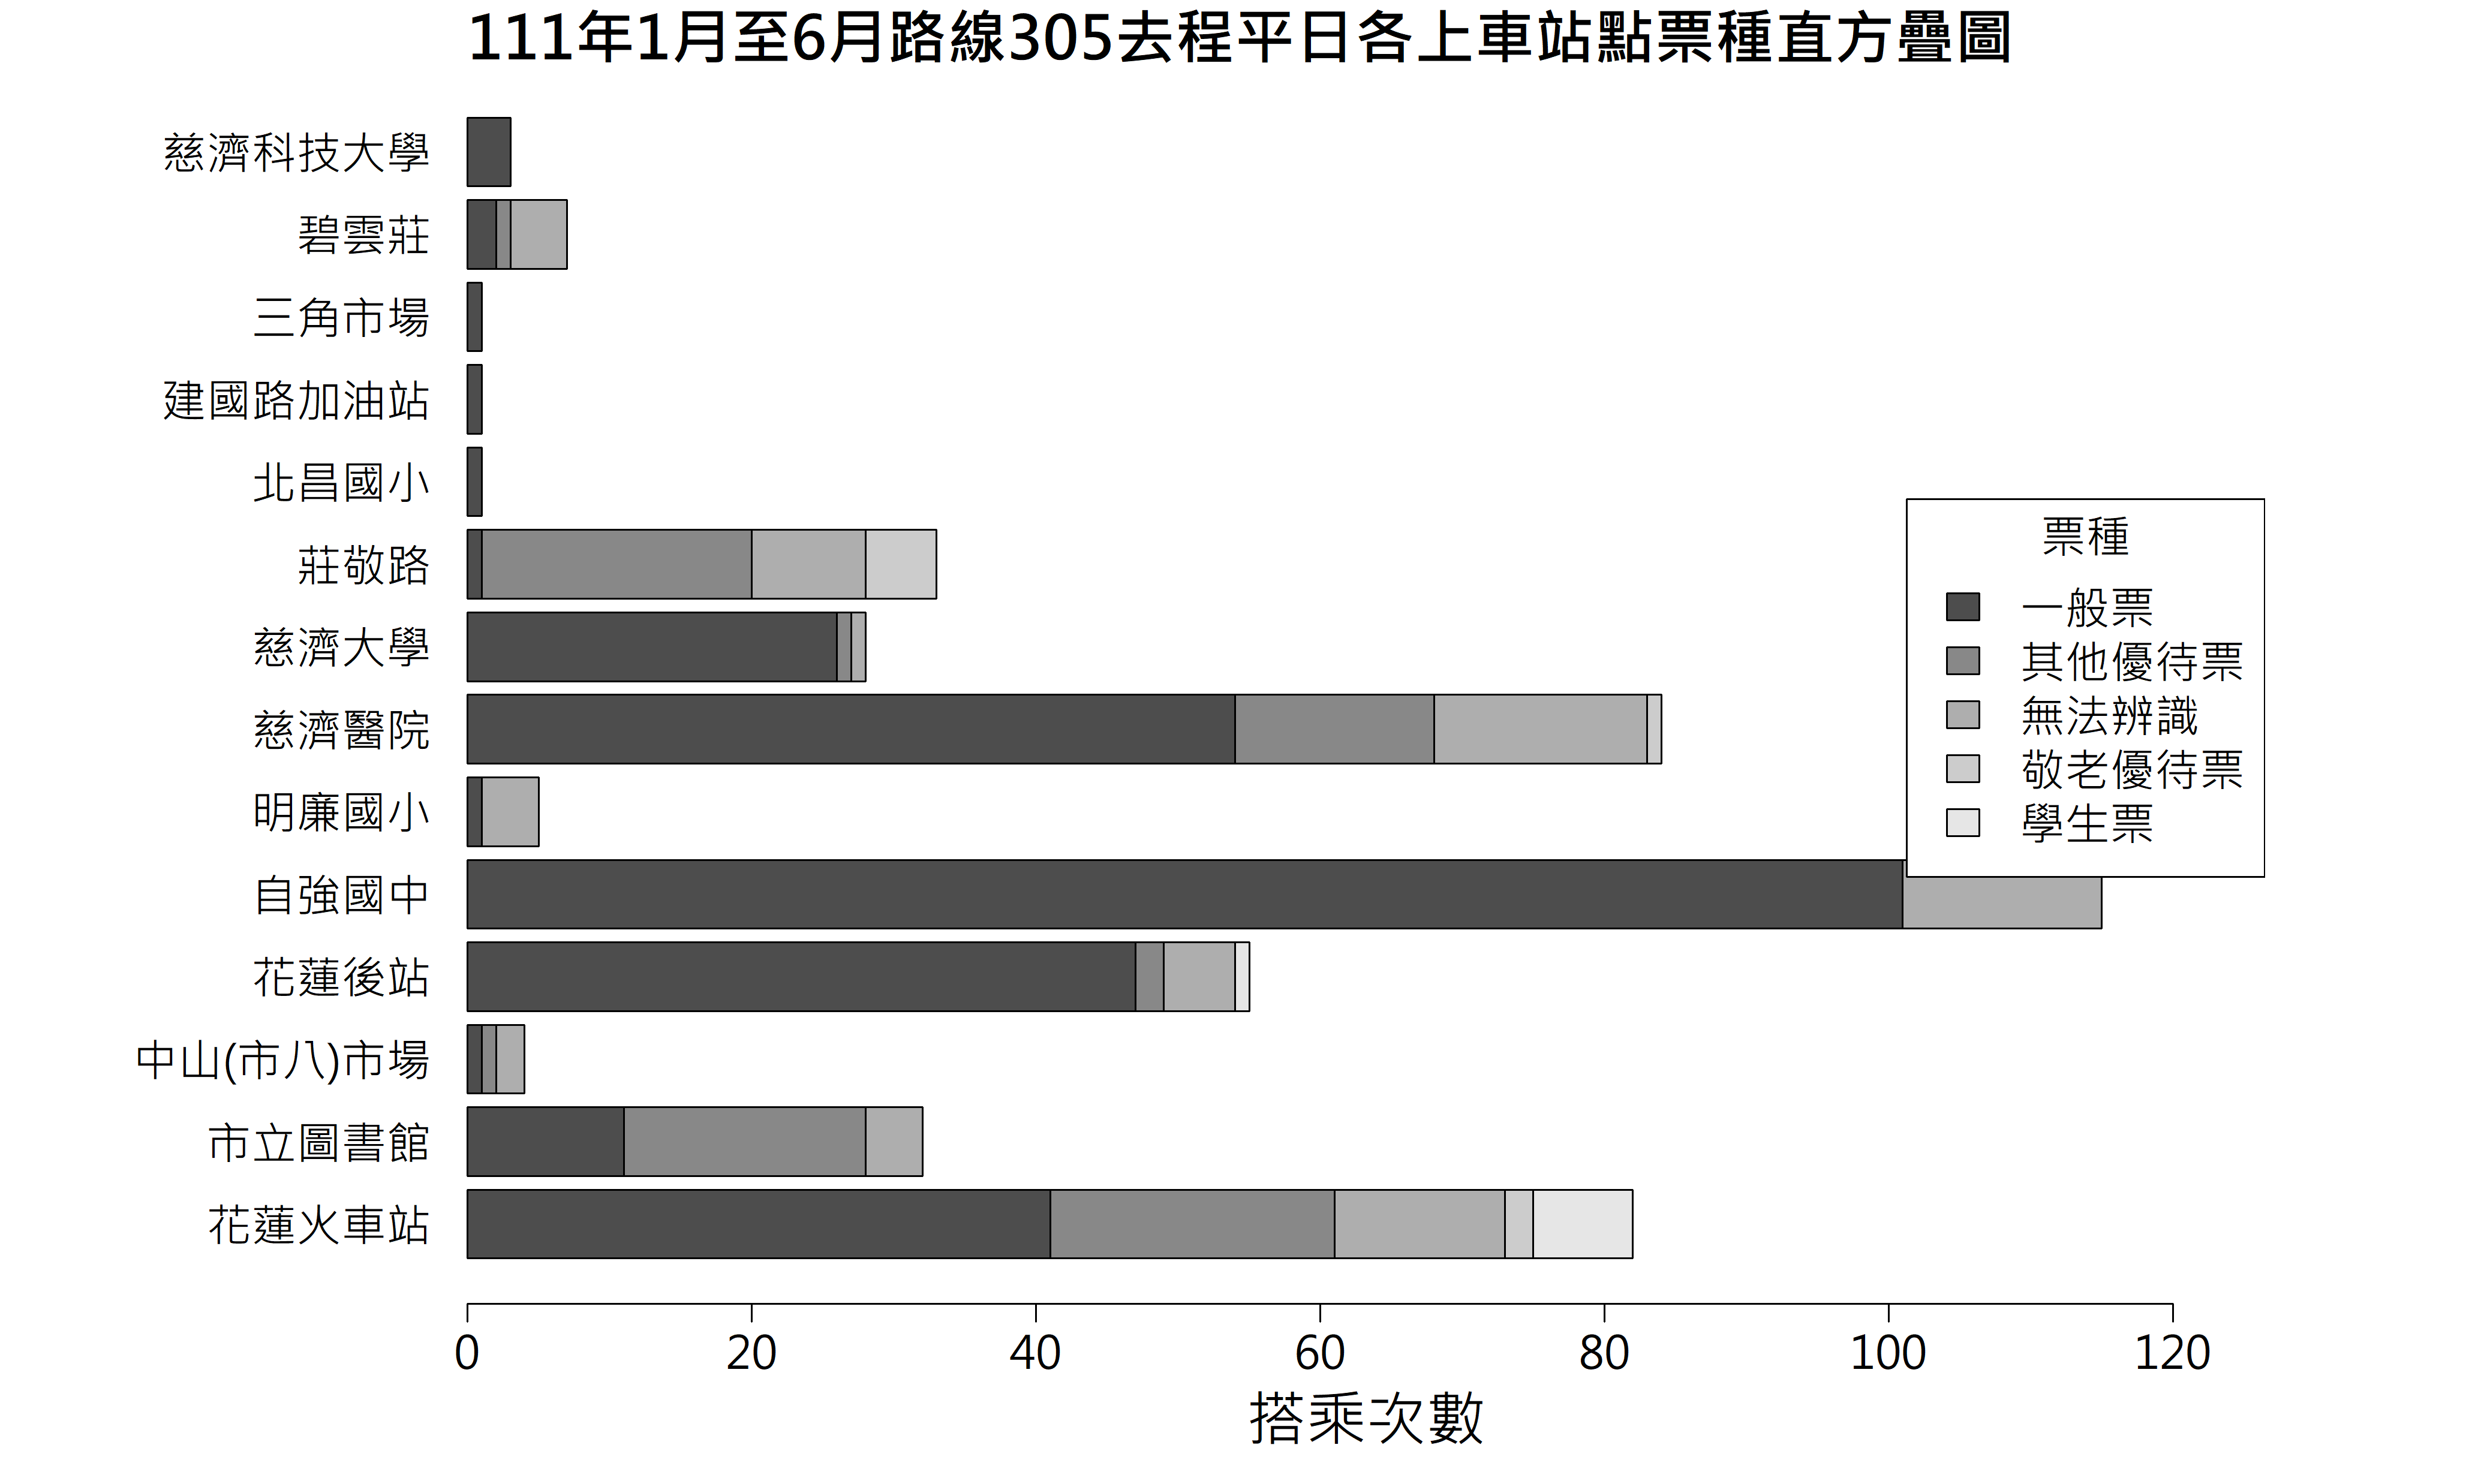 111年1月至6月路線305去程平日各上車站點票種直方疊圖
慈濟科技大學
碧雲莊
三角市場
建國路加油站
北昌國小
莊敬路
慈濟大學
慈濟醫院
明廉國小
自強國中
花蓮後站
中山(市八)市場
市立圖書館
花蓮火車站
票種
一般票
其他優待票
無法辨識
敬老優待票
學生票
0 20 40 60 80 100 120
搭乘次數